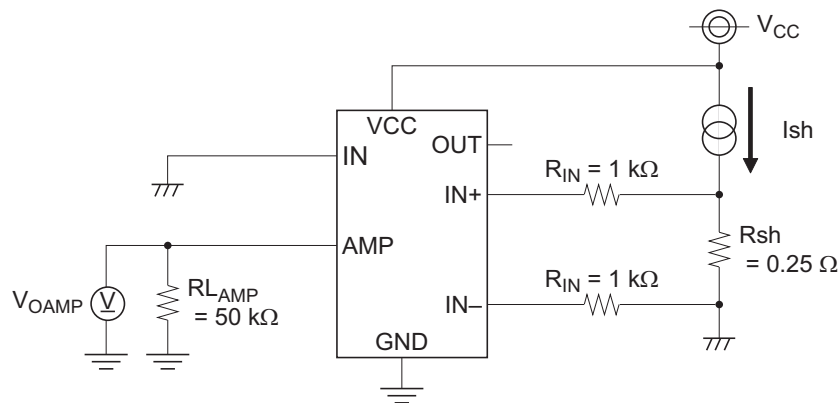 V_CC
VCC
Ish
IN
OUT
R_IN = 1 kΩ
IN+
Rsh
= 0.25 Ω
AMP
R_IN = 1 kΩ
V_OAMP
V
RL_AMP
= 50 kΩ
IN–
GND